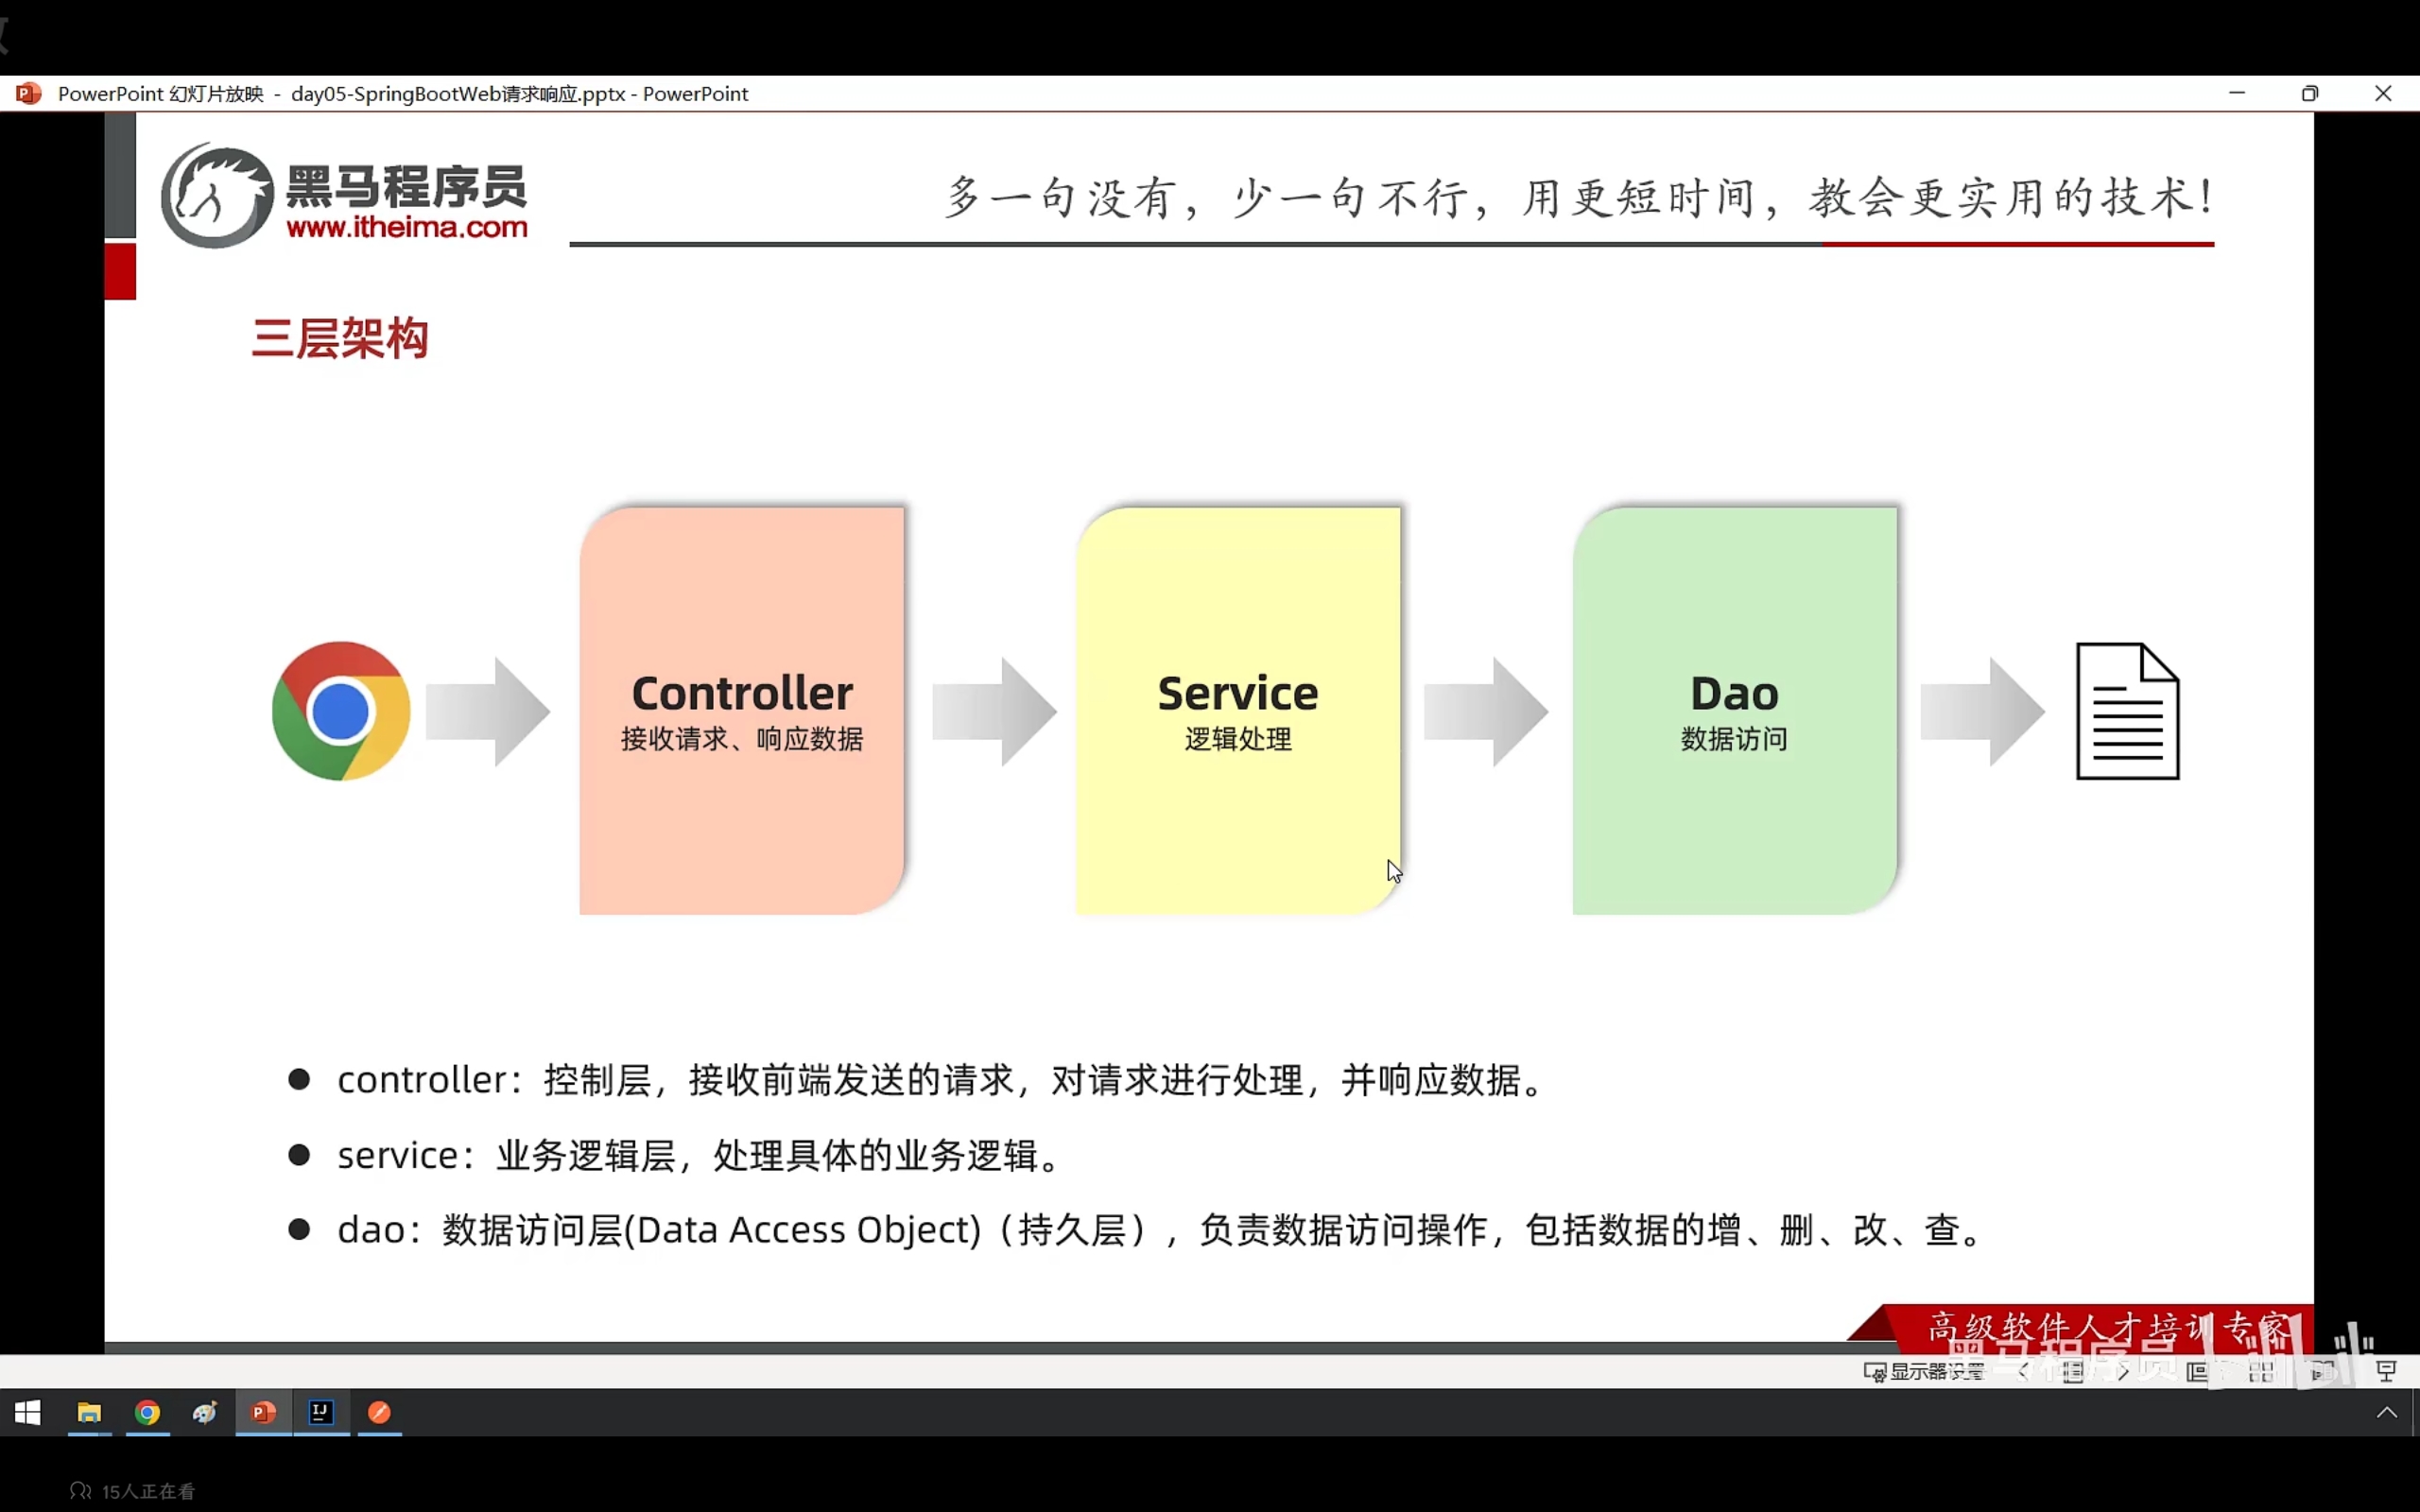 PowerPoint 幻灯片放映 - day05-SpringBootWeb请求响应.pptx - PowerPoint
黑马程序员
www.itheima.com
多一句没有，少一句不行，用更短时间，教会更实用的技术！
三层架构
Controller
接收请求、响应数据
Service
逻辑处理
Dao
数据访问
controller：控制层，接收前端发送的请求，对请求进行处理，并响应数据。
service：业务逻辑层，处理具体的业务逻辑。
dao：数据访问层(Data Access Object)（持久层），负责数据访问操作，包括数据的增、删、改、查。
高级软件人才培训专家
黑马程序员
显示器设置
15人正在看